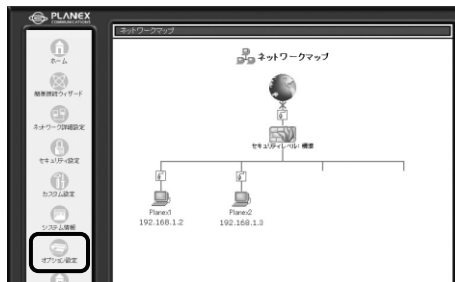 PLANEX
COMMUNICATIONS
ネットワークマップ
ネットワークマップ
ホーム
簡単接続ウィザード
ネットワーク詳細設定
セキュリティ設定
カスタム設定
システム情報
オプション設定
セキュリティレベル: 標準
Planex1
192.168.1.2
Planex2
192.168.1.3